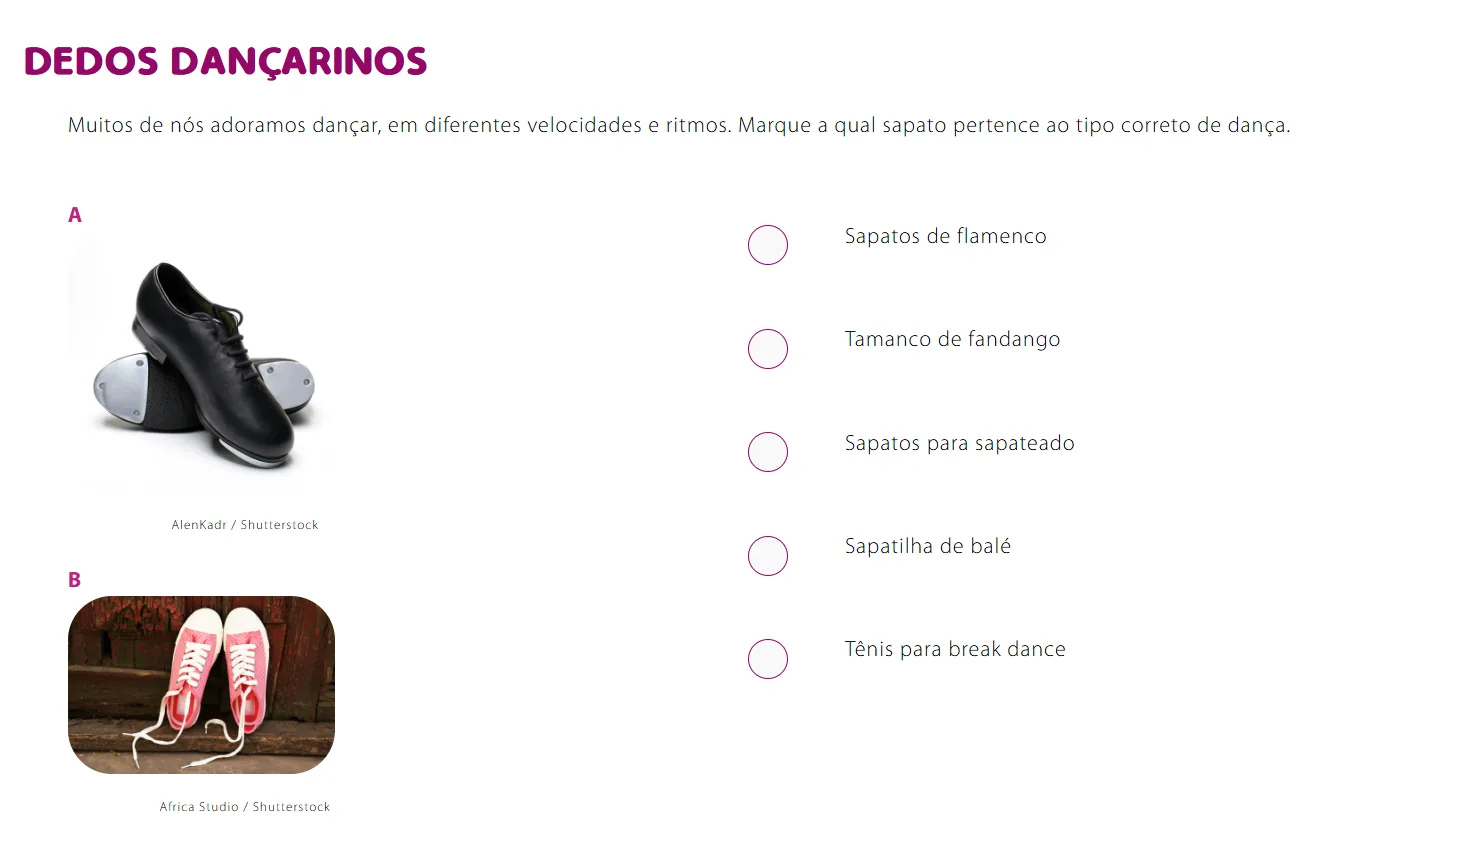 DEDOS DANÇARINOS
Muitos de nós adoramos dançar, em diferentes velocidades e ritmos. Marque a qual sapato pertence ao tipo correto de dança.
A
AlenKadr / Shutterstock
B
Africa Studio / Shutterstock
Sapatos de flamenco
Tamanco de fandango
Sapatos para sapateado
Sapatilha de balé
Tênis para break dance